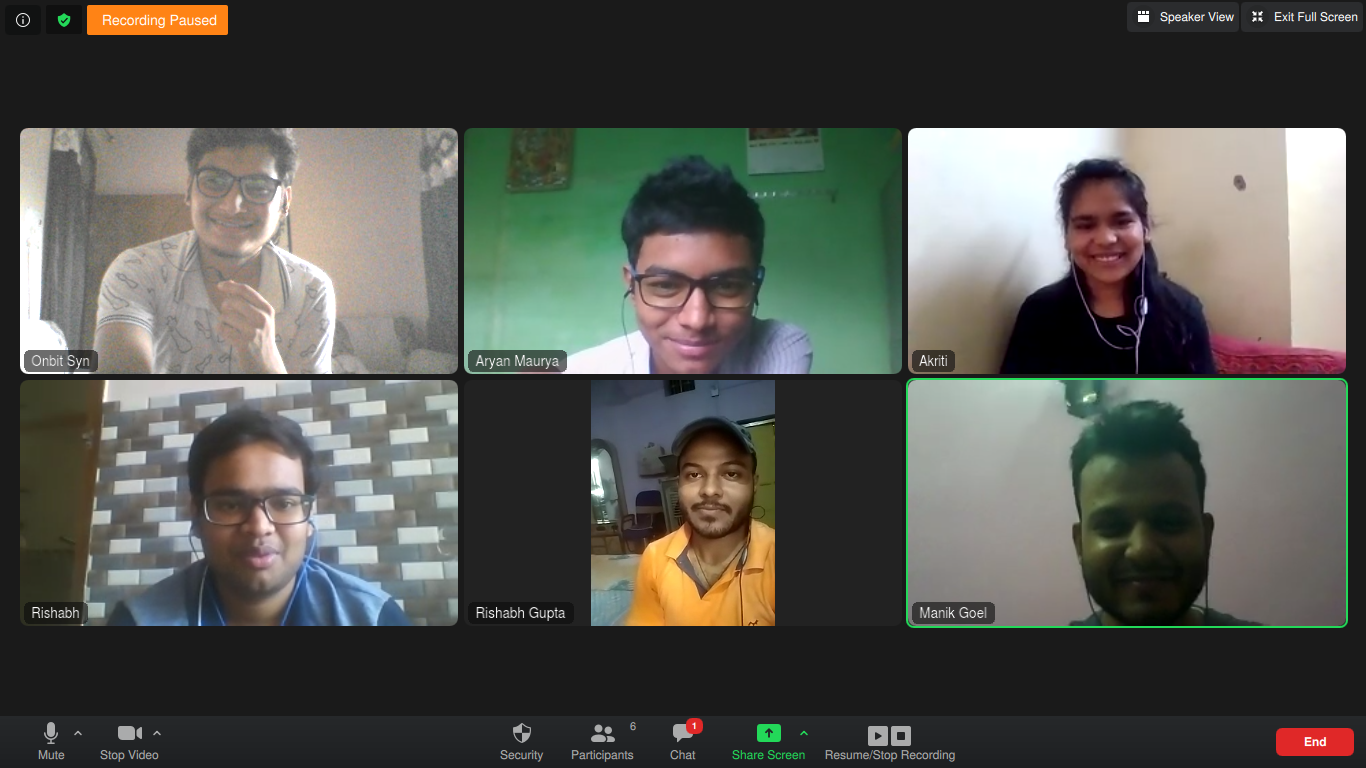 Recording Paused
Speaker View
Exit Full Screen
Onbit Syn
Aryan Maurya
Akriti
Rishabh
Rishabh Gupta
Manik Goel
Mute
Stop Video
Security
Participants
6
Chat
1
Share Screen
Resume/Stop Recording
End